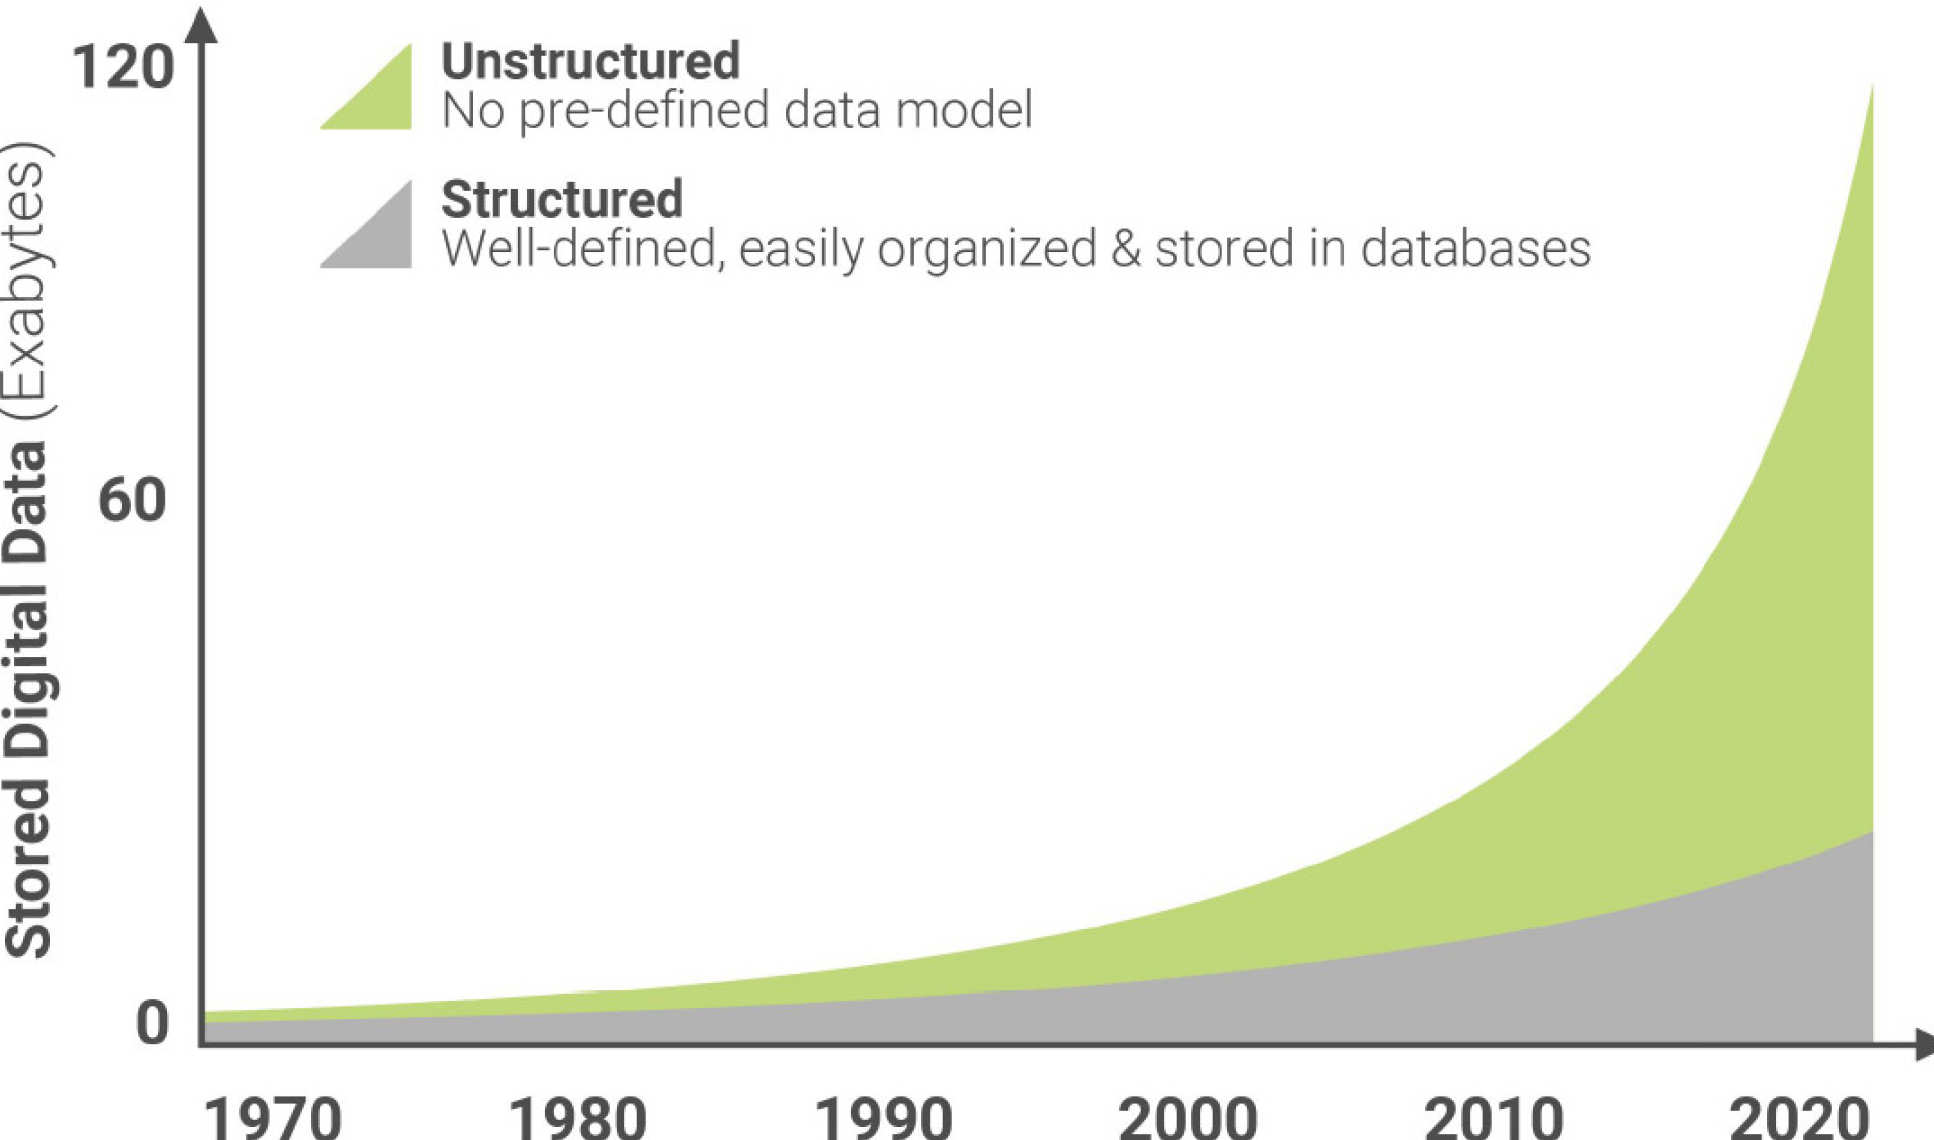 120
Unstructured
No pre-defined data model
Structured
Well-defined, easily organized & stored in databases
Stored Digital Data (Exabytes)
60
0
1970 1980 1990 2000 2010 2020